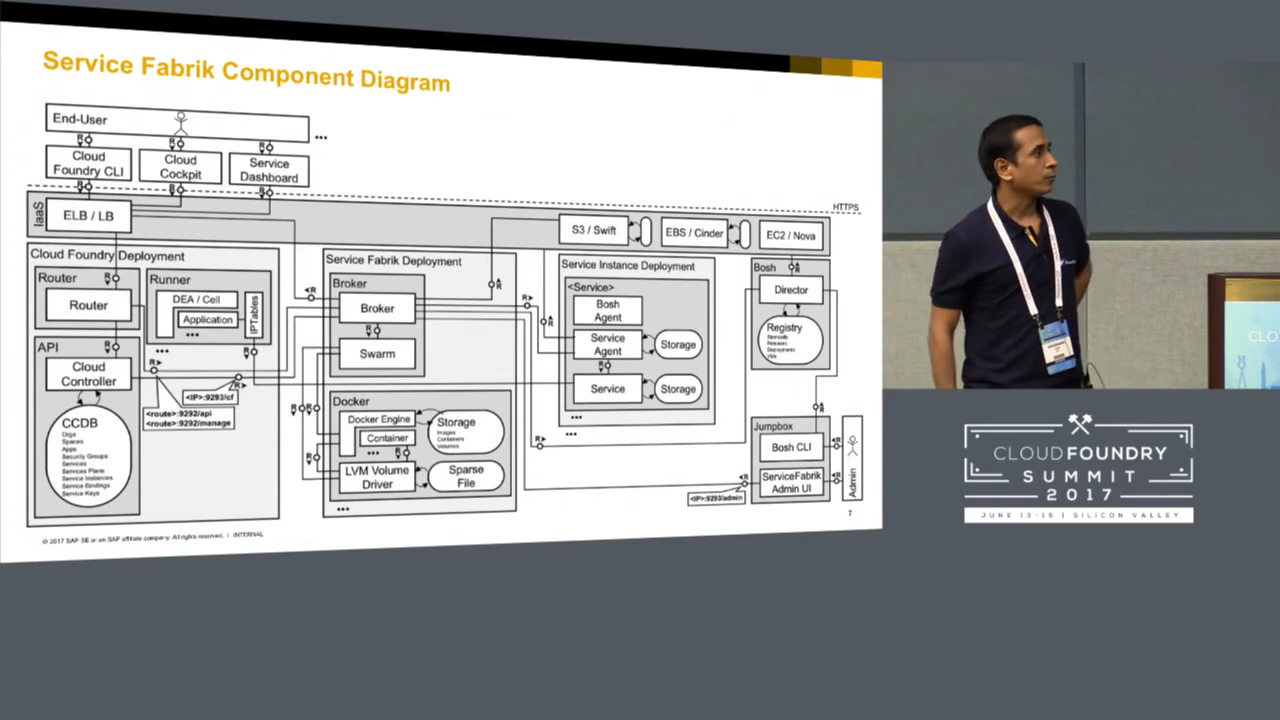 Service Fabrik Component Diagram
End-User
...
Cloud
Foundry CLI
Cloud
Cockpit
Service
Dashboard
HTTPS
IaaS
ELB / LB
S3 / Swift
EBS / Cinder
EC2 / Nova
Cloud Foundry Deployment
Router
Router
Runner
DEA / Cell
Application
IPTables
API
Cloud
Controller
CCDB
Orgs
Spaces
Apps
Security Groups
Services
Services Plans
Service Instances
Service Bindings
Service Keys
<IP>:9293/cf
<route>:9292/api
<route>:9292/manage
Service Fabrik Deployment
Broker
Broker
Swarm
Docker
Docker Engine
Container
LVM Volume
Driver
Storage
Images
Containers
Volumes
Sparse
File
Service Instance Deployment
<Service>
Bosh
Agent
Service
Agent
Storage
Service
Storage
Bosh
Director
Registry
Stemcells
Releases
Deployments
VMs
Jumpbox
Bosh CLI
ServiceFabrik
Admin UI
Admin
<IP>:9293/admin
7
© 2017 SAP SE or an SAP affiliate company. All rights reserved. | INTERNAL
CLO
CLOUD FOUNDRY
SUMMIT
2017
JUNE 13-15 | SILICON VALLEY